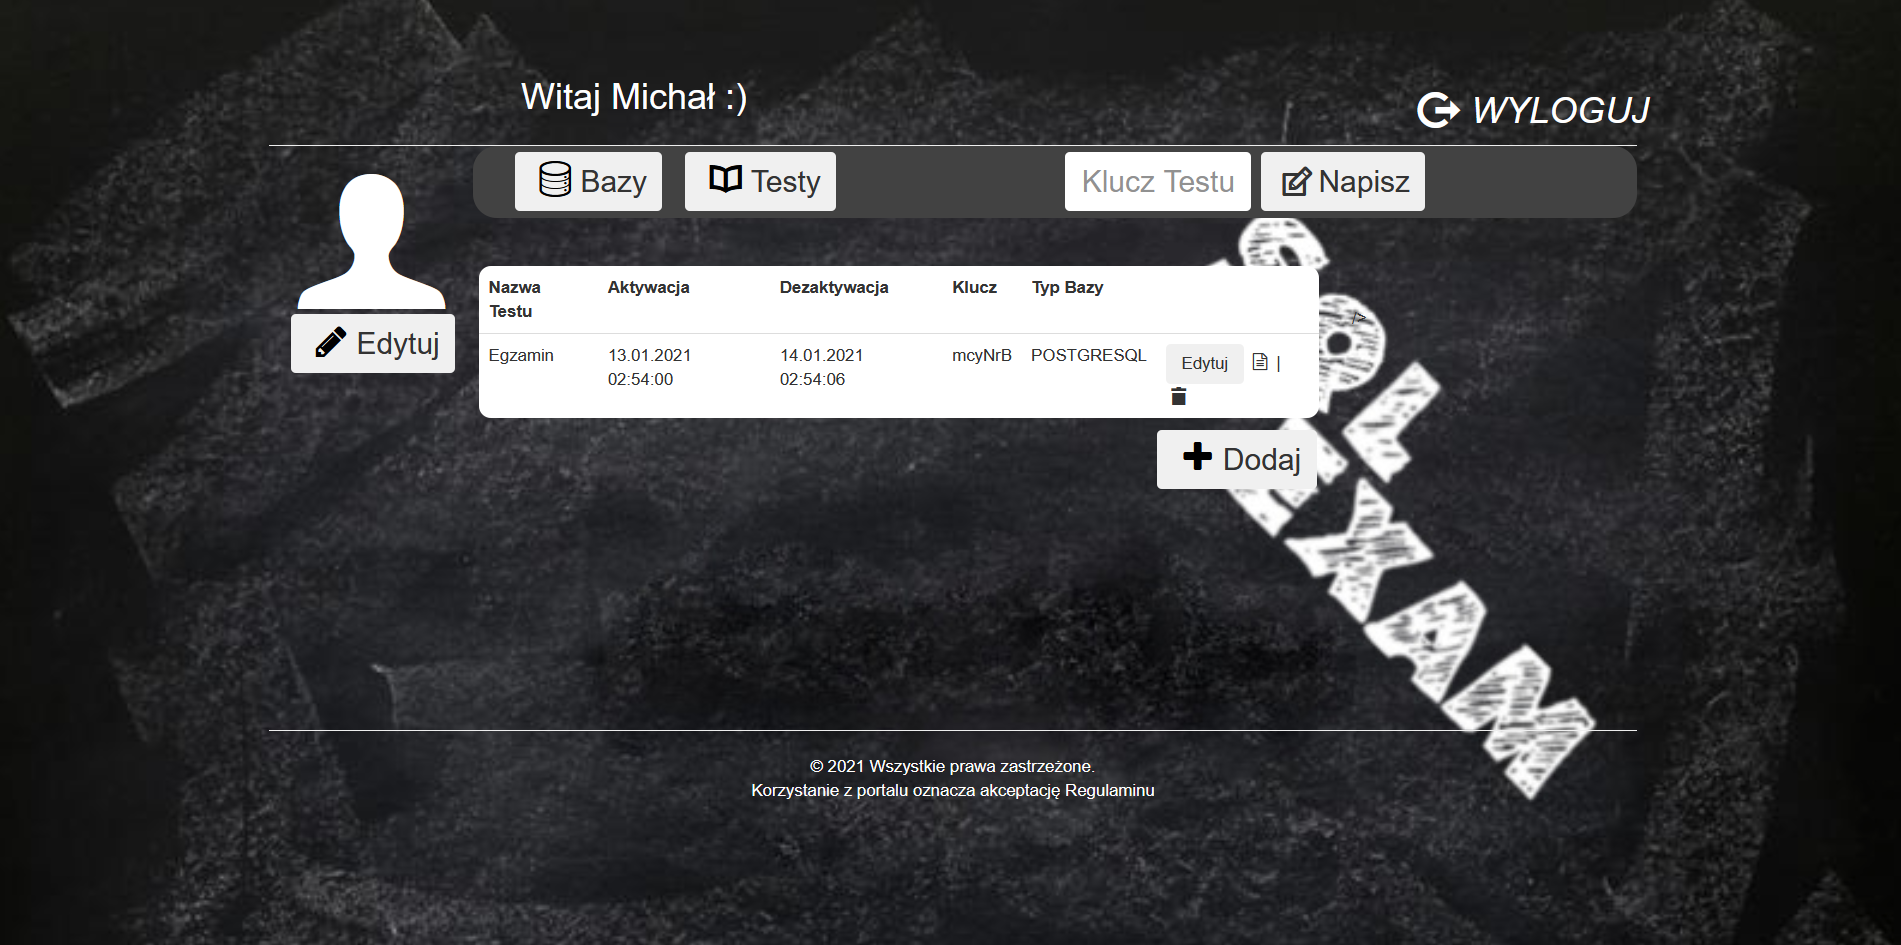 Witaj Michał :)
WYLOGUJ
Bazy
Testy
Klucz Testu
Napisz
Edytuj
Nazwa Testu
Aktywacja
Dezaktywacja
Klucz
Typ Bazy
/>
Egzamin
13.01.2021
02:54:00
14.01.2021
02:54:06
mcyNrB
POSTGRESQL
Edytuj
|
Dodaj
SQL
EXAM
© 2021 Wszystkie prawa zastrzeżone.
Korzystanie z portalu oznacza akceptację Regulaminu